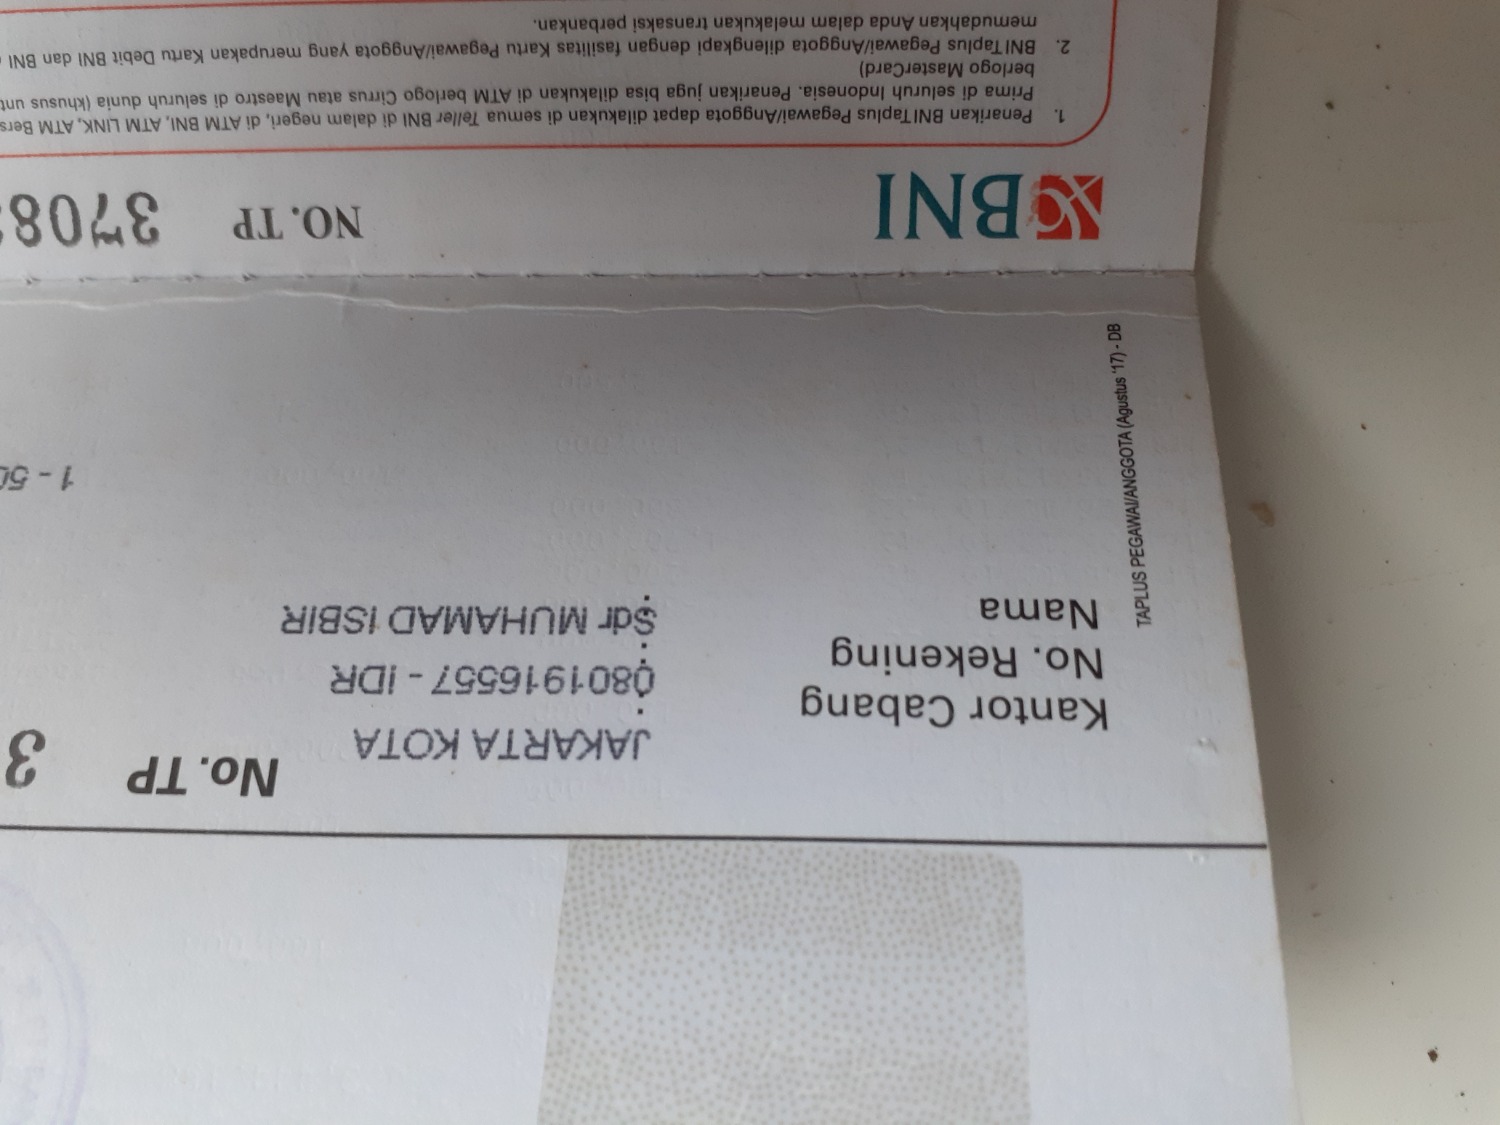 No. TP 3
Kantor Cabang : JAKARTA KOTA
No. Rekening : 0801916557 - IDR
Nama : Sdr MUHAMAD ISBIR
1 - 50
TAPLUS PEGAWAI/ANGGOTA (Agustus '17) - DB
BNI NO. TP 3708
1. Penarikan BNI Taplus Pegawai/Anggota dapat dilakukan di semua Teller BNI di dalam negeri, di ATM BNI, ATM LINK, ATM Bers
Prima di seluruh Indonesia. Penarikan juga bisa dilakukan di ATM berlogo Cirrus atau Maestro di seluruh dunia (khusus unt
berlogo MasterCard)
2. BNI Taplus Pegawai/Anggota dilengkapi dengan fasilitas Kartu Pegawai/Anggota yang merupakan Kartu Debit BNI dan BNI
memudahkan Anda dalam melakukan transaksi perbankan.